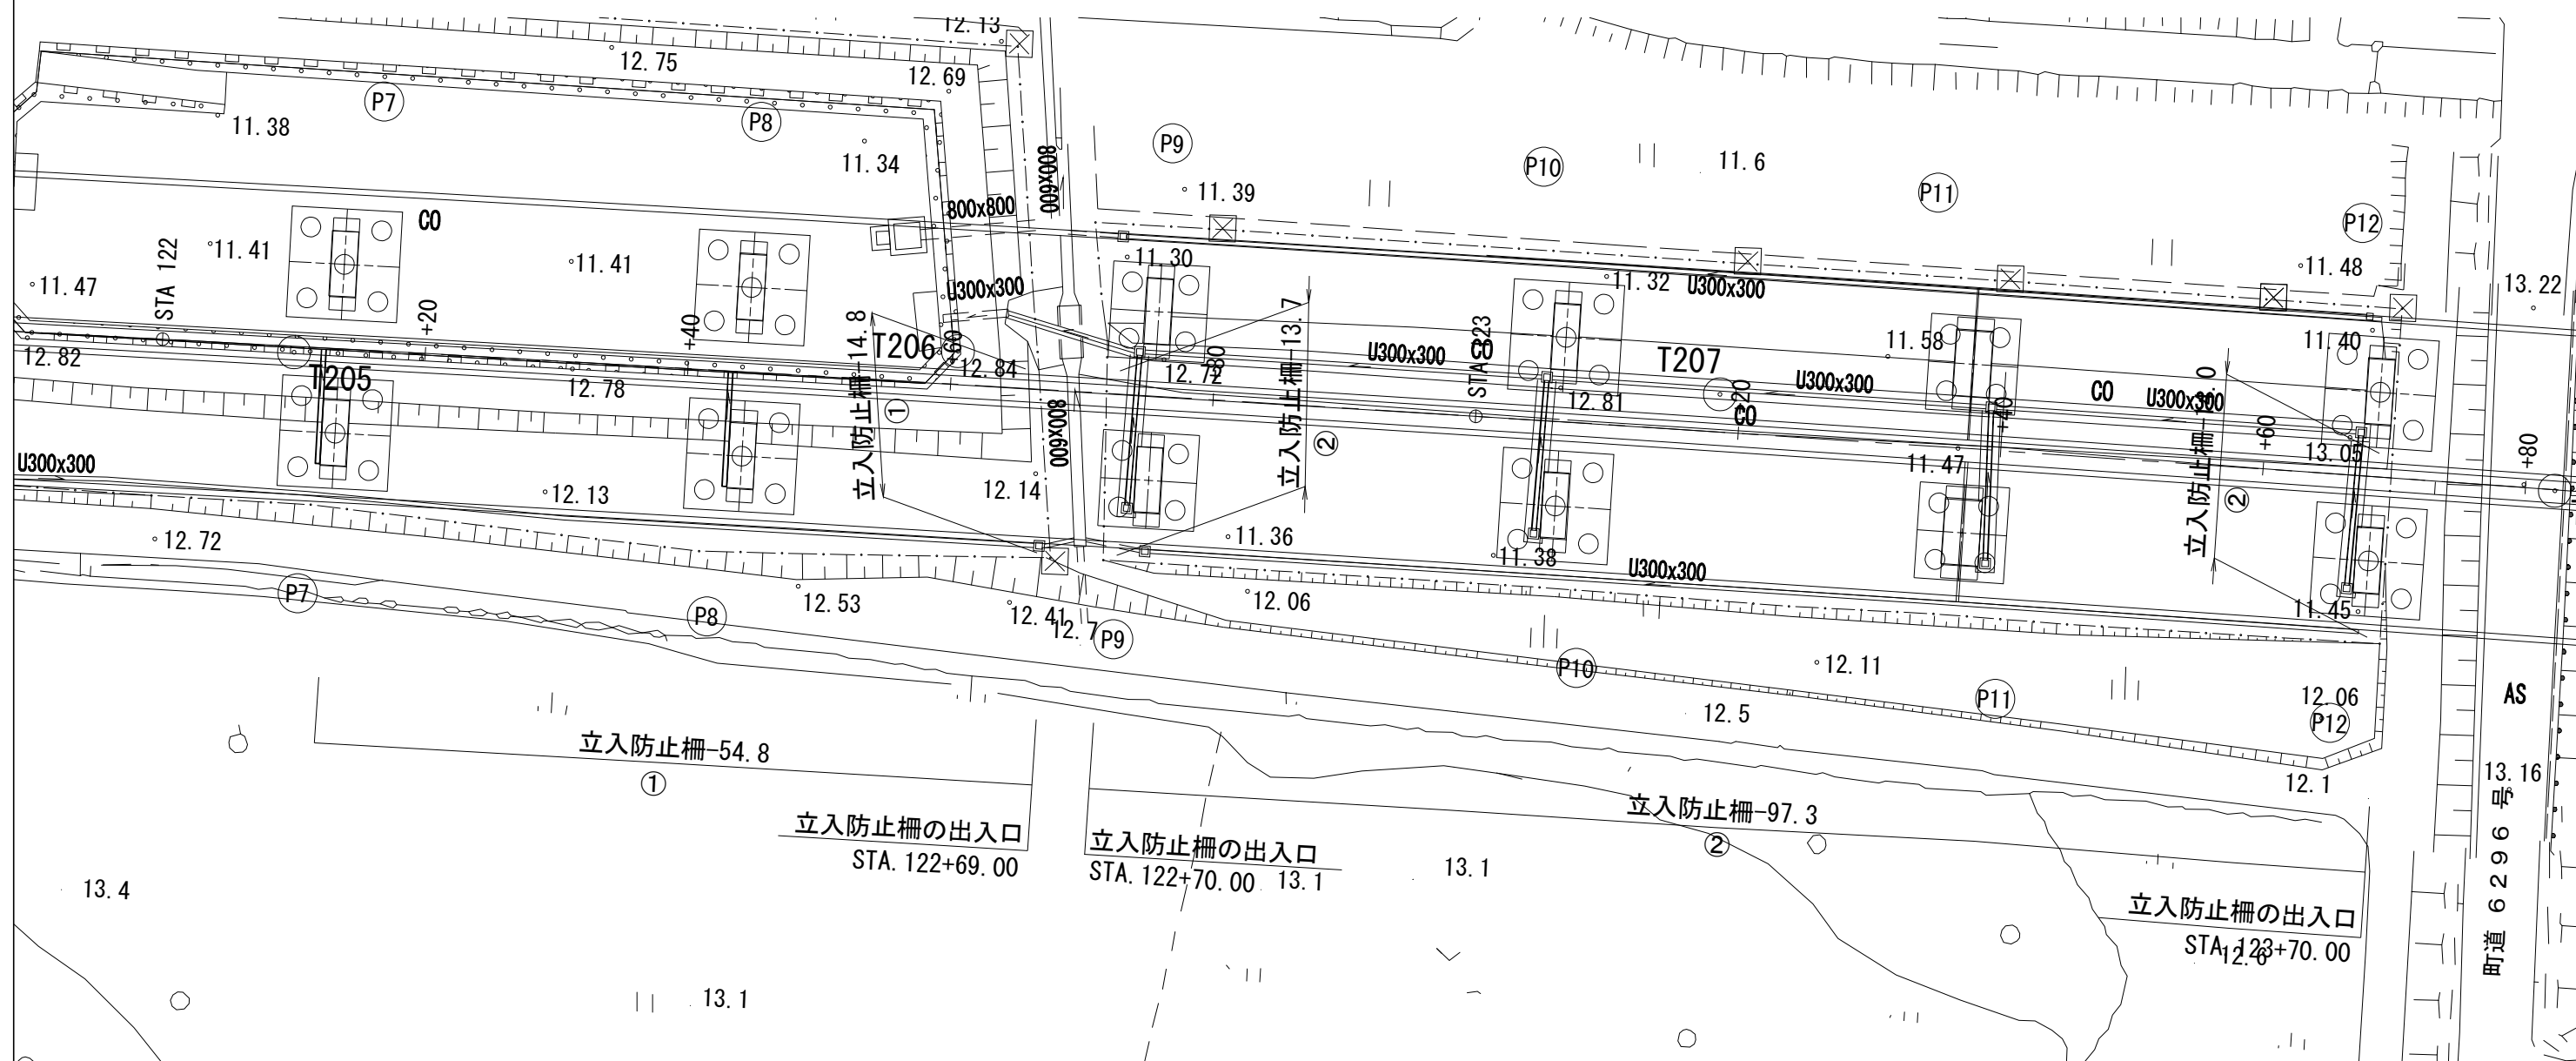 12.13
12.75
12.69
P7
P8
11.38
11.34
P9
P10
11.6
P11
P12
11.39
800x600
800x800
CO
STA 122
11.41
11.41
11.47
+20
+40
U300x300
11.30
11.32
U300x300
11.48
13.22
12.82
T205
12.78
T206
+60
12.84
立入防止柵-14.8
①
12.72
立入防止柵-13.7
②
U300x300
CO
T207
U300x300
12.81
+20
CO
11.58
11.40
CO
U300x300
+40
+60
+80
13.05
11.47
②
U300x300
12.13
12.14
800x600
11.36
11.38
U300x300
12.72
P7
P8
12.53
12.41
12.7
P9
12.06
P10
12.11
P11
11.45
12.06
P12
AS
12.5
12.1
13.16
立入防止柵-54.8
①
立入防止柵の出入口
STA.122+69.00
立入防止柵の出入口
STA.122+70.00
13.1
立入防止柵-97.3
②
13.1
立入防止柵の出入口
STA.123+70.00
12.6
町道 6296 号
13.4
13.1